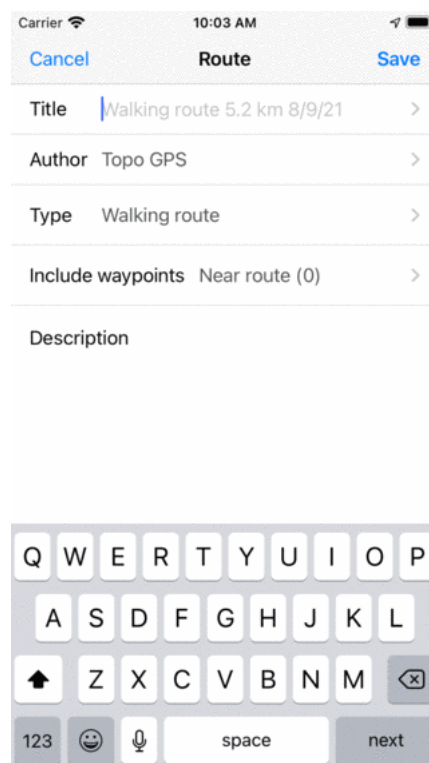 Carrier 10:03 AM
Cancel Route Save
Title Walking route 5.2 km 8/9/21
Author Topo GPS
Type Walking route
Include waypoints Near route (0)
Description
Q W E R T Y U I O P
A S D F G H J K L
Z X C V B N M
123 space next